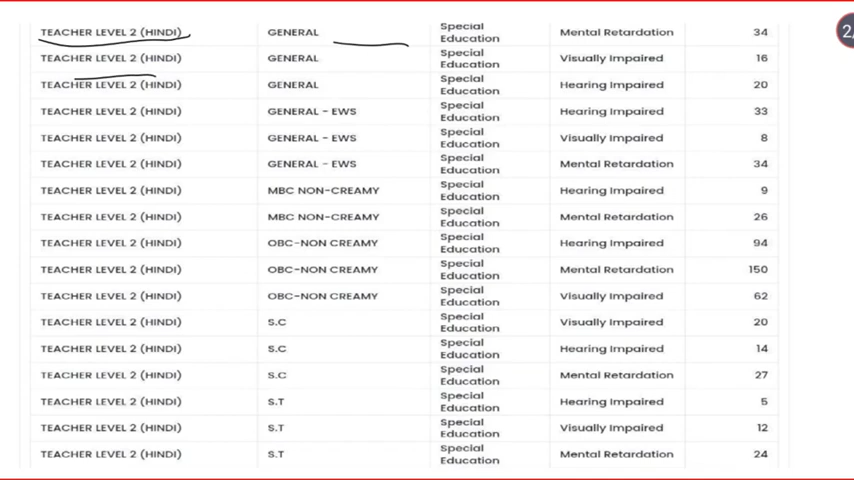 TEACHER LEVEL 2 (HINDI) GENERAL Special Education Mental Retardation 34
TEACHER LEVEL 2 (HINDI) GENERAL Special Education Visually Impaired 16
TEACHER LEVEL 2 (HINDI) GENERAL Special Education Hearing Impaired 20
TEACHER LEVEL 2 (HINDI) GENERAL - EWS Special Education Hearing Impaired 33
TEACHER LEVEL 2 (HINDI) GENERAL - EWS Special Education Visually Impaired 8
TEACHER LEVEL 2 (HINDI) GENERAL - EWS Special Education Mental Retardation 34
TEACHER LEVEL 2 (HINDI) MBC NON-CREAMY Special Education Hearing Impaired 9
TEACHER LEVEL 2 (HINDI) MBC NON-CREAMY Special Education Mental Retardation 26
TEACHER LEVEL 2 (HINDI) OBC-NON CREAMY Special Education Hearing Impaired 94
TEACHER LEVEL 2 (HINDI) OBC-NON CREAMY Special Education Mental Retardation 150
TEACHER LEVEL 2 (HINDI) OBC-NON CREAMY Special Education Visually Impaired 62
TEACHER LEVEL 2 (HINDI) S.C Special Education Visually Impaired 20
TEACHER LEVEL 2 (HINDI) S.C Special Education Hearing Impaired 14
TEACHER LEVEL 2 (HINDI) S.C Special Education Mental Retardation 27
TEACHER LEVEL 2 (HINDI) S.T Special Education Hearing Impaired 5
TEACHER LEVEL 2 (HINDI) S.T Special Education Visually Impaired 12
TEACHER LEVEL 2 (HINDI) S.T Special Education Mental Retardation 24
2/